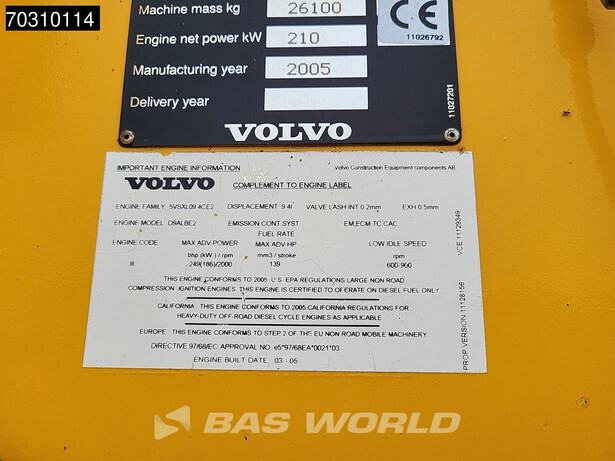 70310114
Machine mass kg 26100
Engine net power kW 210
Manufacturing year 2005
Delivery year
VOLVO
CE
11026792
11027201
IMPORTANT ENGINE INFORMATION Volvo Construction Equipment components AB
VOLVO COMPLEMENT TO ENGINE LABEL
ENGINE FAMILY: 5VSXL09.4CE2 DISPLACEMENT 9.4l VALVE LASH INT 0.2mm EXH 0.5mm
ENGINE MODEL: D9ALBE2 EMISSION CONT SYST EM,ECM,TC CAC
FUEL RATE
ENGINE CODE MAX ADV POWER MAX ADV HP LOW IDLE SPEED
bhp (kW) / rpm mm3 / stroke rpm
III 249(186)/2000 139 600-900
THIS ENGINE CONFORMS TO 2005 U.S. EPA REGULATIONS LARGE NON ROAD
COMPRESSION IGNITION ENGINES. THIS ENGINE IS CERTIFIED TO OPERATE ON DIESEL FUEL ONLY
CALIFORNIA: THIS ENGINE CONFORMS TO 2005 CALIFORNIA REGULATIONS FOR
HEAVY-DUTY OFF-ROAD DIESEL CYCLE ENGINES AS APPLICABLE
EUROPE: THIS ENGINE CONFORMS TO STEP 2 OF THE EU NON ROAD MOBILE MACHINERY
DIRECTIVE 97/68/EC APPROVAL NO e5*97/68EA*0021*03
ENGINE BUILT DATE: 03-05
VCE 11129349
PROP VERSION 11128156
BAS WORLD